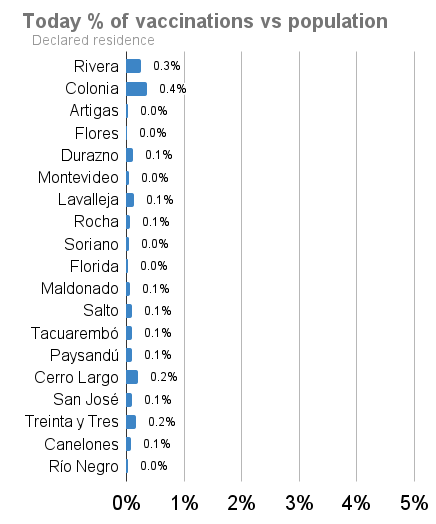 Today % of vaccinations vs population
Declared residence
Rivera 0.3%
Colonia 0.4%
Artigas 0.0%
Flores 0.0%
Durazno 0.1%
Montevideo 0.0%
Lavalleja 0.1%
Rocha 0.1%
Soriano 0.0%
Florida 0.0%
Maldonado 0.1%
Salto 0.1%
Tacuarembó 0.1%
Paysandú 0.1%
Cerro Largo 0.2%
San José 0.1%
Treinta y Tres 0.2%
Canelones 0.1%
Río Negro 0.0%
0% 1% 2% 3% 4% 5%